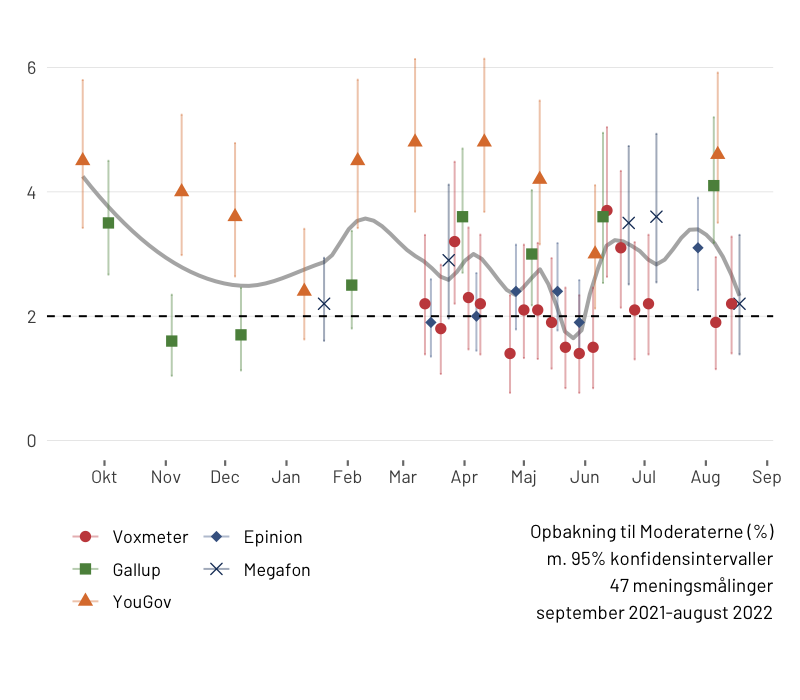 6
4
2
0
Okt Nov Dec Jan Feb Mar Apr Maj Jun Jul Aug Sep
Voxmeter Epinion
Gallup Megafon
YouGov
Opbakning til Moderaterne (%)
m. 95% konfidensintervaller
47 meningsmålinger
september 2021-august 2022